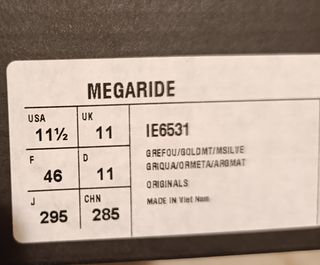 MEGARIDE
USA UK
11½ 11
F D
46 11
J CHN
295 285
IE6531
GREFOU/GOLDMT/MSILVE
GRIQUA/ORMETA/ARGMAT
ORIGINALS
MADE IN Viet Nam